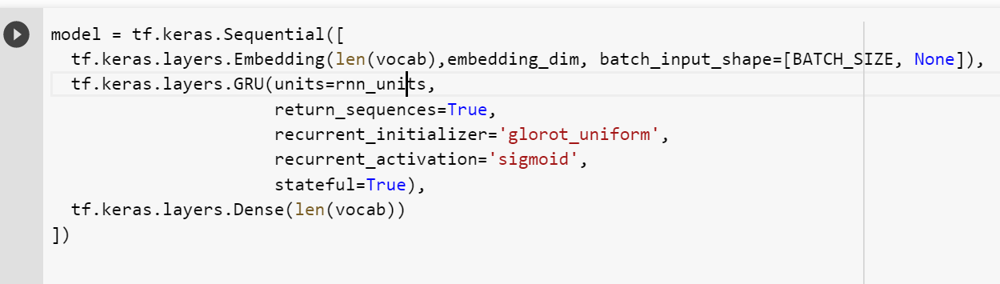 model = tf.keras.Sequential([
  tf.keras.layers.Embedding(len(vocab),embedding_dim, batch_input_shape=[BATCH_SIZE, None]),
  tf.keras.layers.GRU(units=rnn_units,
                      return_sequences=True,
                      recurrent_initializer='glorot_uniform',
                      recurrent_activation='sigmoid',
                      stateful=True),
  tf.keras.layers.Dense(len(vocab))
])